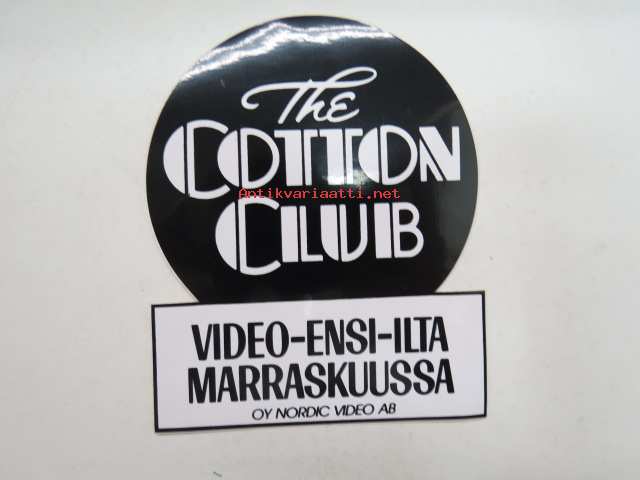 The
COTTON
Antikvariaatti.net
CLUB
VIDEO-ENSI-ILTA
MARRASKUUSSA
OY NORDIC VIDEO AB